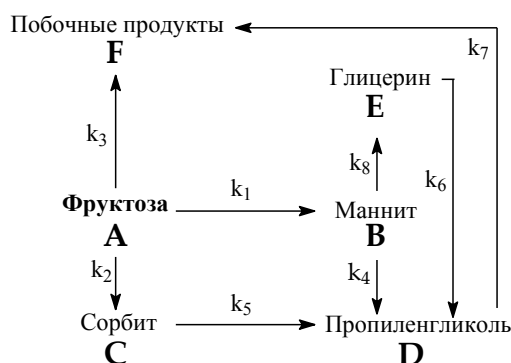 Побочные продукты
F
k7
Глицерин
E
k3
k8
k6
Фруктоза
A
k1
Маннит
B
k2
k4
Сорбит
C
k5
Пропиленгликоль
D